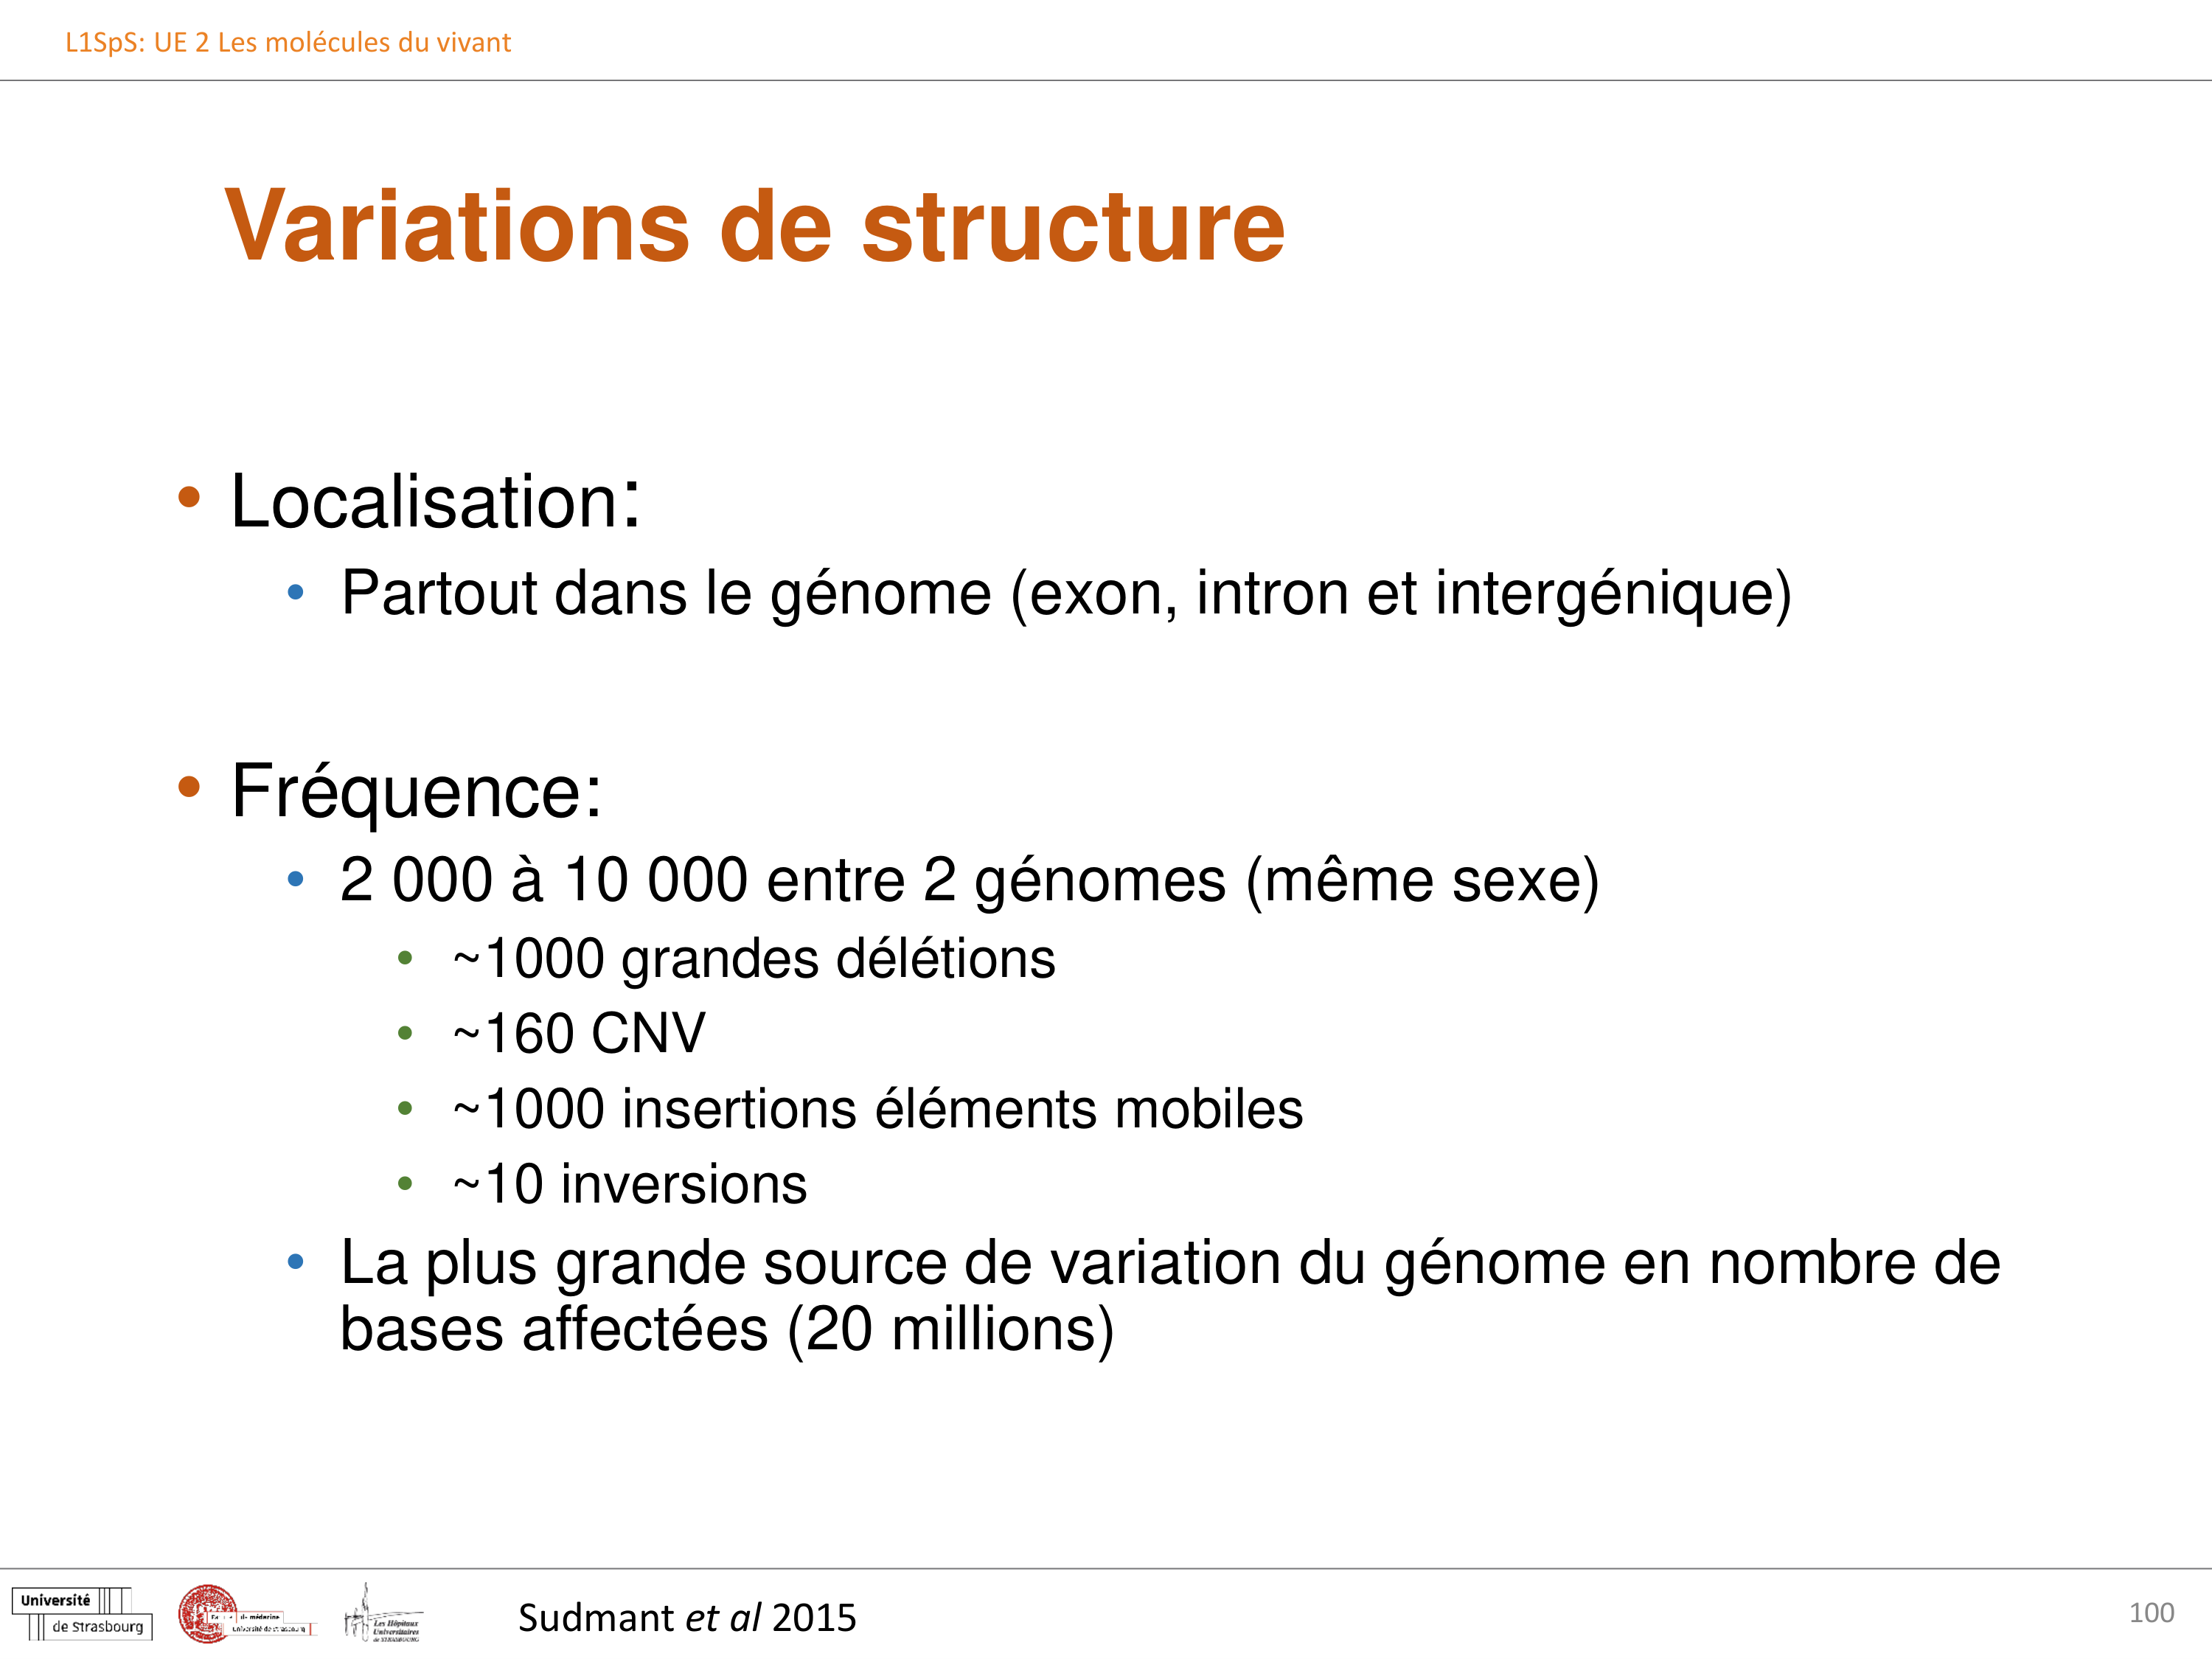 L1SpS: UE 2 Les molécules du vivant
Variations de structure
• Localisation:
• Partout dans le génome (exon, intron et intergénique)
• Fréquence:
• 2 000 à 10 000 entre 2 génomes (même sexe)
• ~1000 grandes délétions
• ~160 CNV
• ~1000 insertions éléments mobiles
• ~10 inversions
• La plus grande source de variation du génome en nombre de
bases affectées (20 millions)
Université
de Strasbourg
de médecine
Université de Strasbourg
Les Hôpitaux
Universitaires
de STRASBOURG
Sudmant et al 2015
100